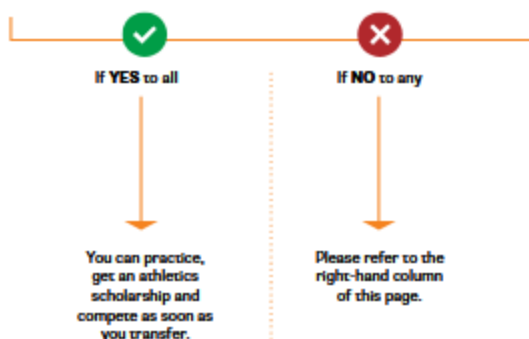 If YES to all
If NO to any
You can practice,
get an athletics
scholarship and
compete as soon as
you transfer.
Please refer to the
right-hand column
of this page.